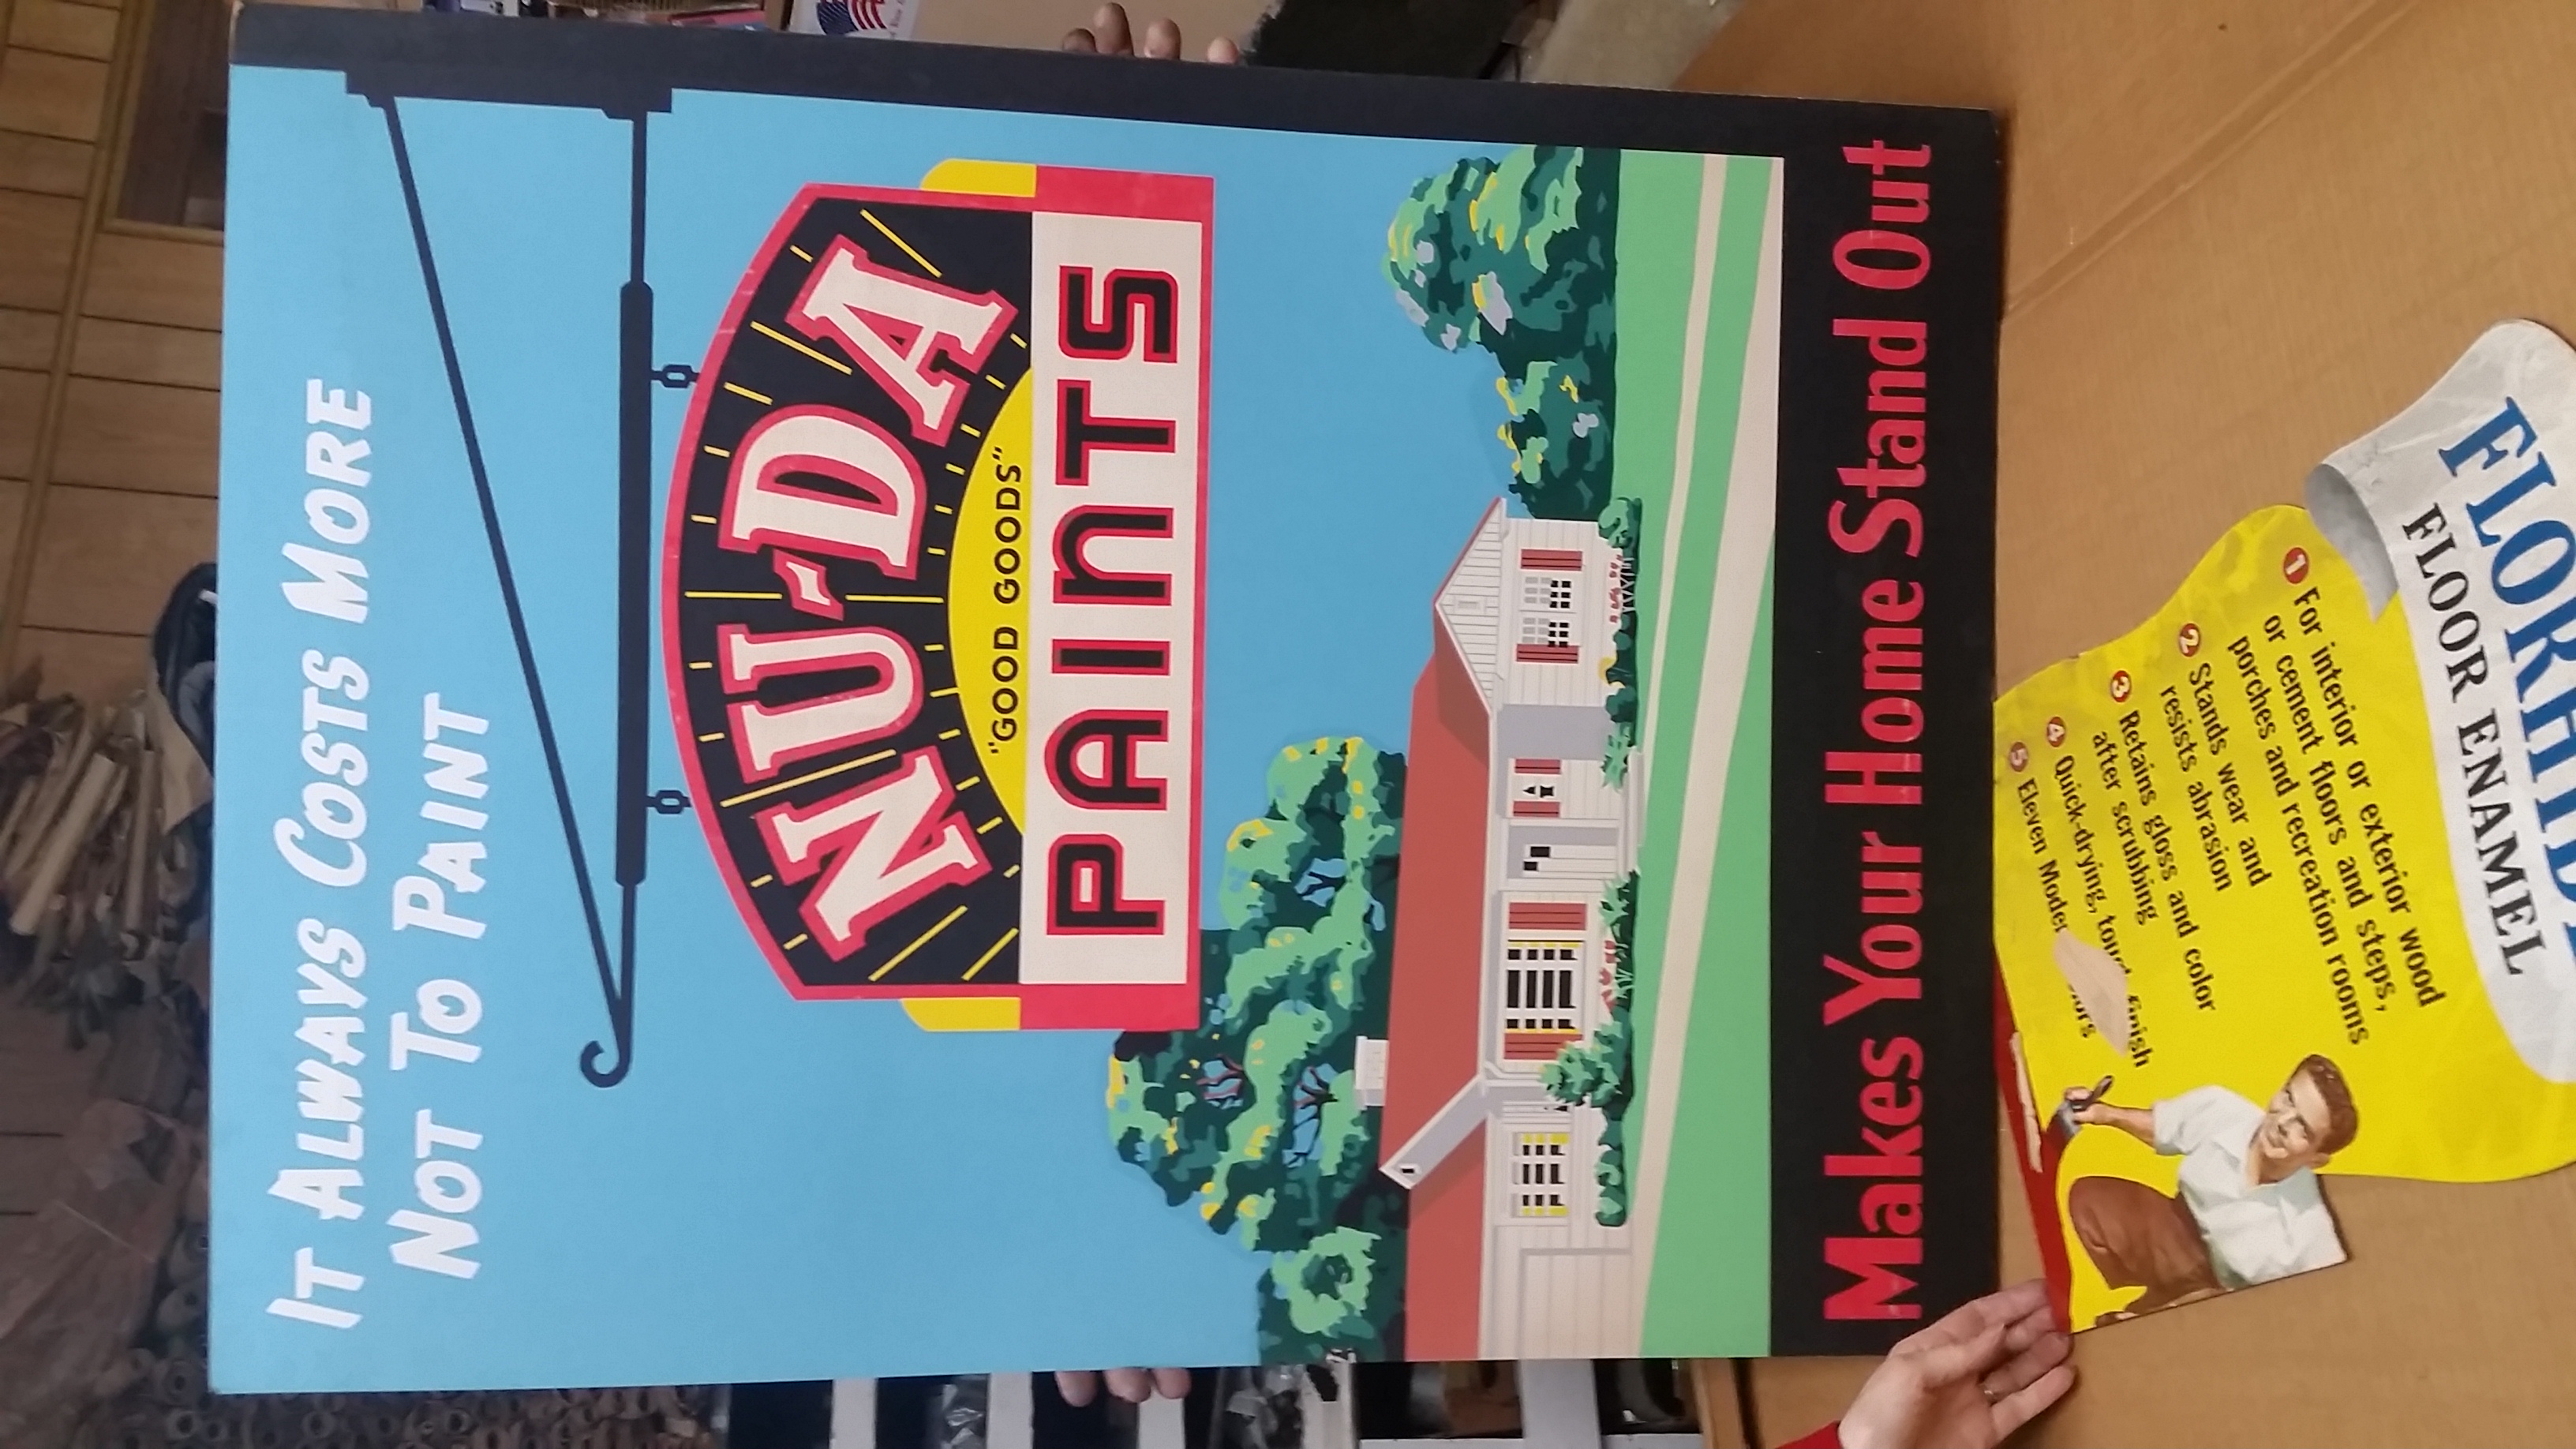 IT ALWAYS COSTS MORE
NOT TO PAINT
NU-DA
"GOOD GOODS"
PAINTS
Makes Your Home Stand Out
FLOOR ENAMEL
1 For interior or exterior wood
or cement floors and steps,
porches and recreation rooms
2 Stands wear and
resists abrasion
3 Retains gloss and color
after scrubbing
4 Quick-drying, finish
5 Eleven